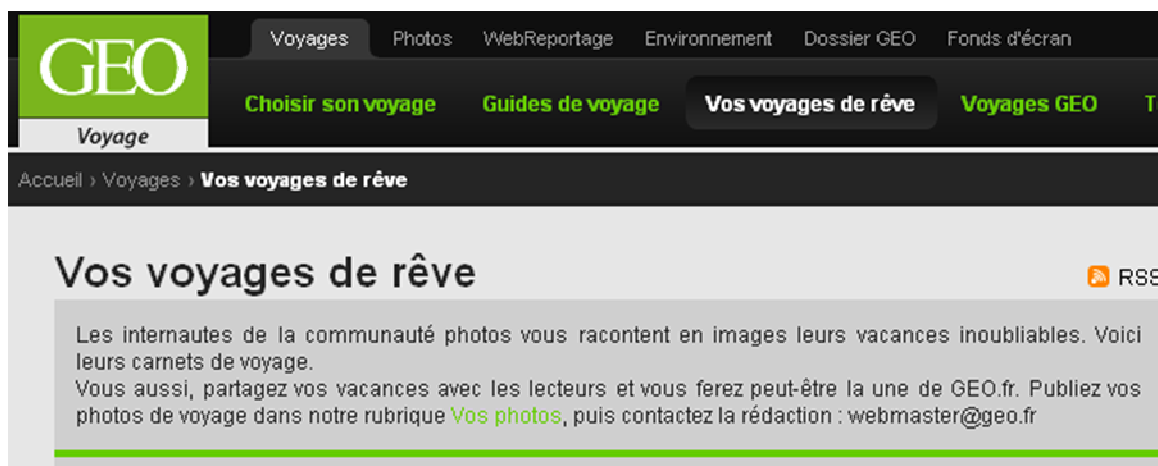 GEO
Voyage
Voyages Photos WebReportage Environnement Dossier GEO Fonds d'écran
Choisir son voyage Guides de voyage Vos voyages de rêve Voyages GEO
Accueil › Voyages › Vos voyages de rêve
Vos voyages de rêve
RSS
Les internautes de la communauté photos vous racontent en images leurs vacances inoubliables. Voici
leurs carnets de voyage.
Vous aussi, partagez vos vacances avec les lecteurs et vous ferez peut-être la une de GEO.fr. Publiez vos
photos de voyage dans notre rubrique Vos photos, puis contactez la rédaction : webmaster@geo.fr